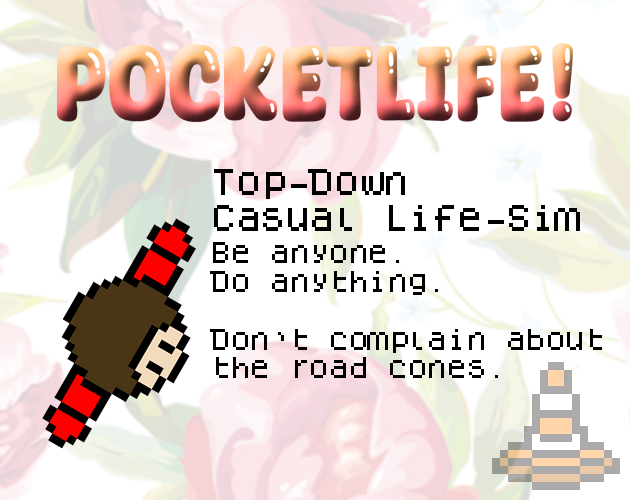 POCKETLIFE!
Top-Down
Casual Life-Sim
Be anyone.
Do anything.
Don't complain about
the road cones.